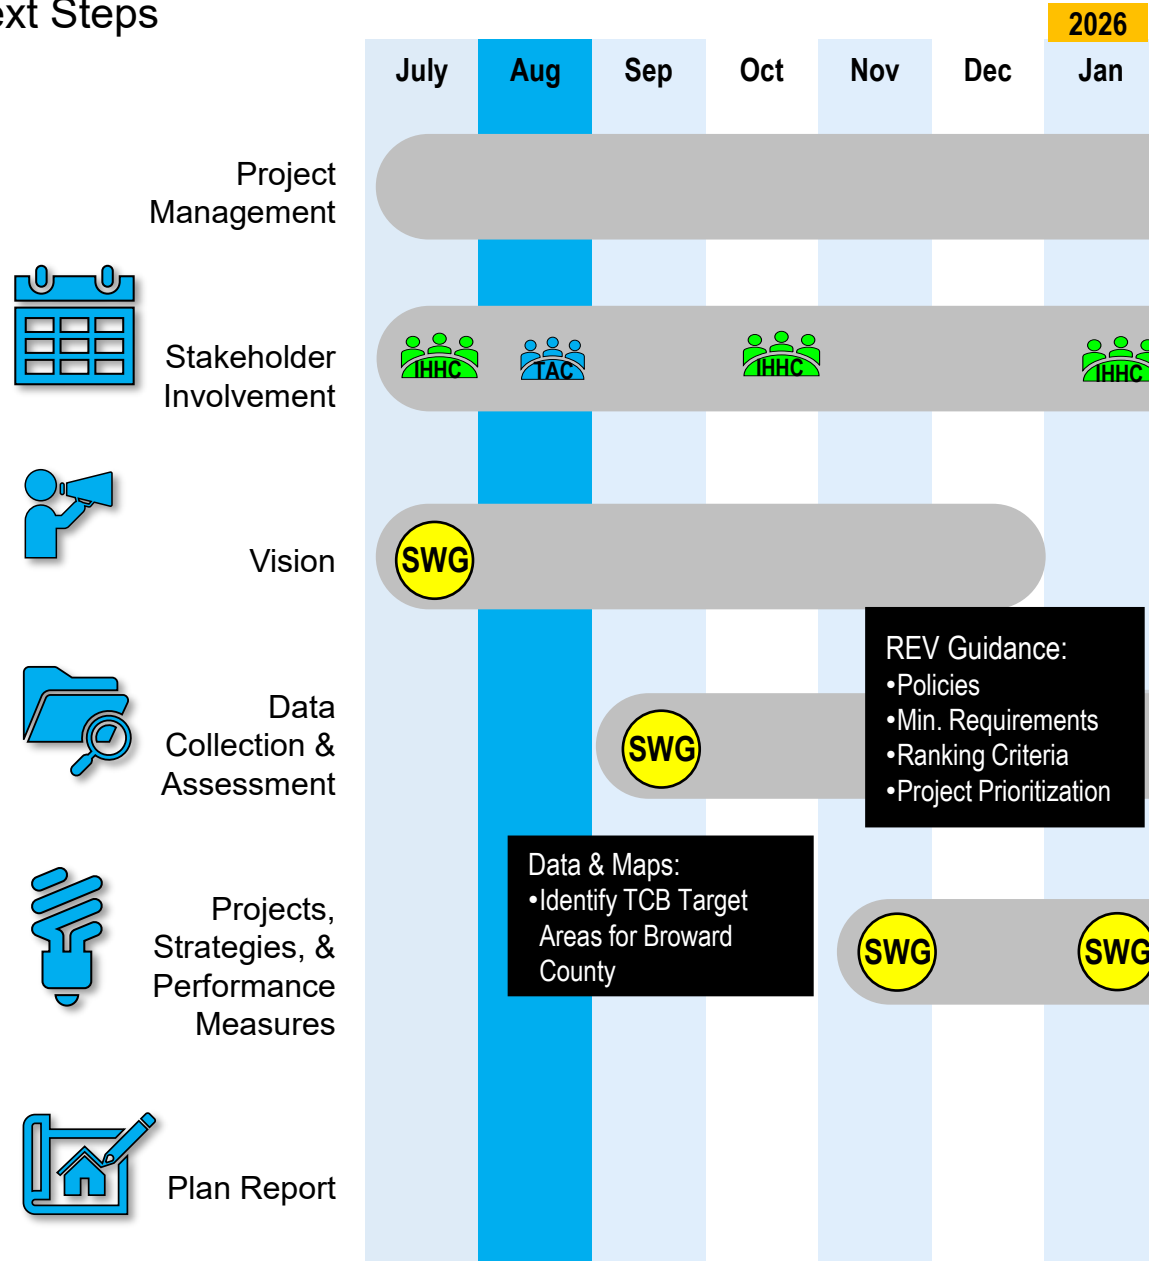 ext Steps
2026
July Aug Sep Oct Nov Dec Jan
Project
Management
Stakeholder
Involvement
IHHC TAC IHHC IHHC
Vision
SWG
REV Guidance:
•Policies
•Min. Requirements
•Ranking Criteria
•Project Prioritization
Data
Collection &
Assessment
SWG
Data & Maps:
•Identify TCB Target
Areas for Broward
County
Projects,
Strategies, &
Performance
Measures
SWG SWG
Plan Report